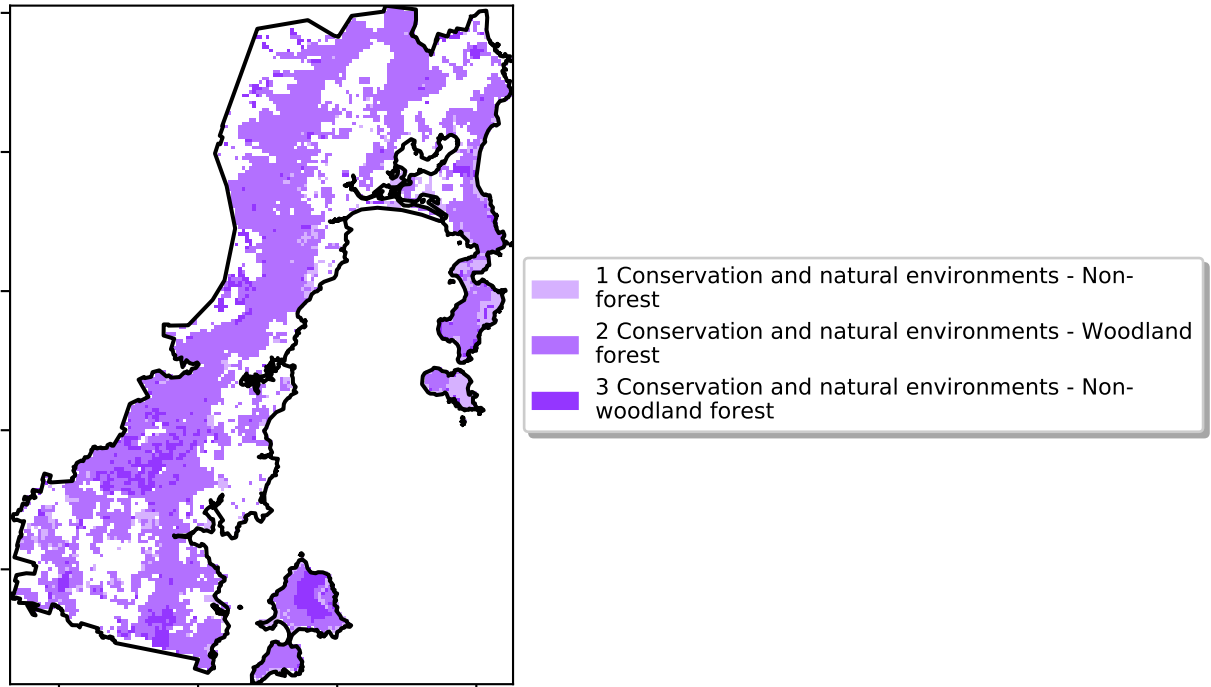 1 Conservation and natural environments - Non-
forest
2 Conservation and natural environments - Woodland
forest
3 Conservation and natural environments - Non-
woodland forest